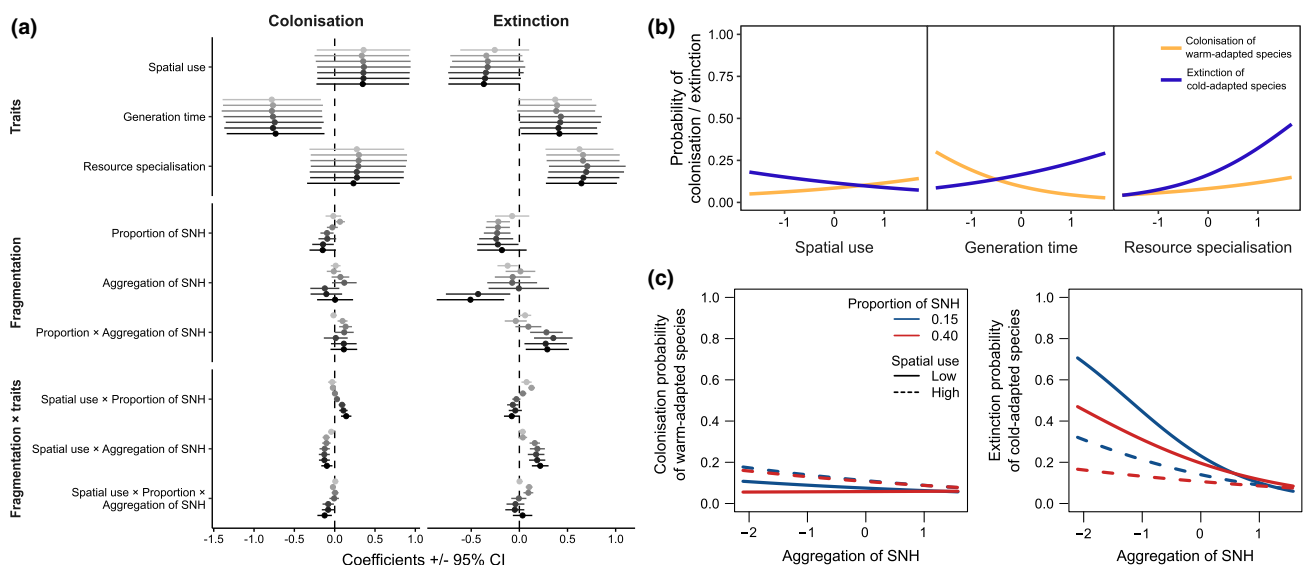 (a)
Colonisation
Extinction
Traits
Spatial use
Generation time
Resource specialisation
Fragmentation
Proportion of SNH
Aggregation of SNH
Proportion × Aggregation of SNH
Fragmentation × traits
Spatial use × Proportion of SNH
Spatial use × Aggregation of SNH
Spatial use × Proportion ×
Aggregation of SNH
-1.5 -1.0 -0.5 0.0 0.5 1.0 -0.5 0.0 0.5 1.0
Coefficients +/- 95% CI
(b)
Probability of
colonisation / extinction
1.00
0.75
0.50
0.25
0.00
Colonisation of
warm-adapted species
Extinction of
cold-adapted species
-1 0 1 -1 0 1 -1 0 1
Spatial use
Generation time
Resource specialisation
(c)
Colonisation probability
of warm-adapted species
1.0
0.8
0.6
0.4
0.2
0.0
Proportion of SNH
0.15
0.40
Spatial use
Low
High
−2 −1 0 1
Aggregation of SNH
Extinction probability
of cold-adapted species
1.0
0.8
0.6
0.4
0.2
0.0
−2 −1 0 1
Aggregation of SNH